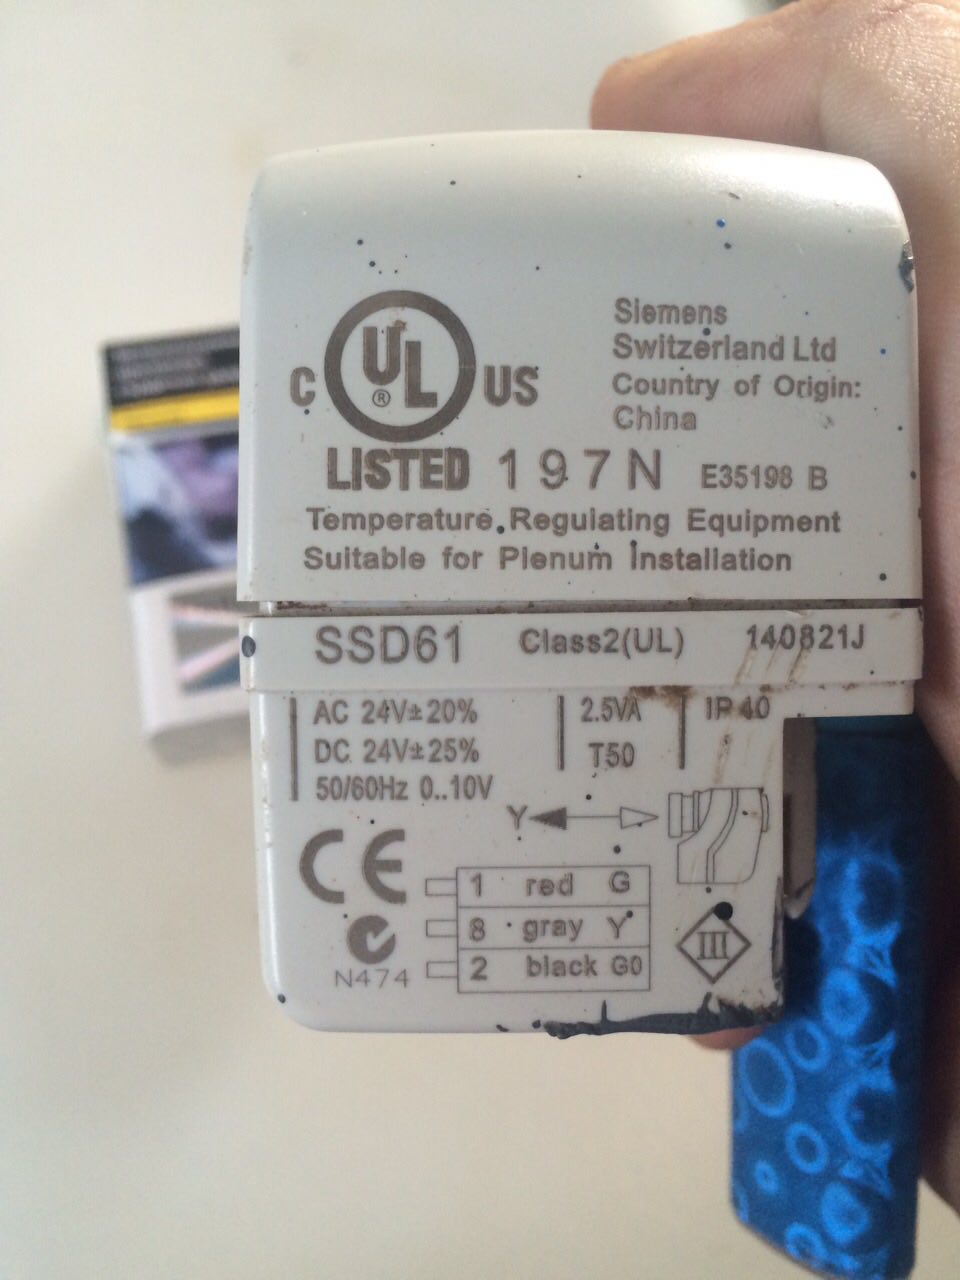 C UL ® US
LISTED 197N E35198 B
Siemens
Switzerland Ltd
Country of Origin:
China
Temperature Regulating Equipment
Suitable for Plenum Installation
SSD61 Class2(UL) 140821J
AC 24V±20%
DC 24V±25%
50/60Hz 0..10V
2.5VA
T50
IP 40
Y
CE
N474
1 red G
8 gray Y
2 black G0
III